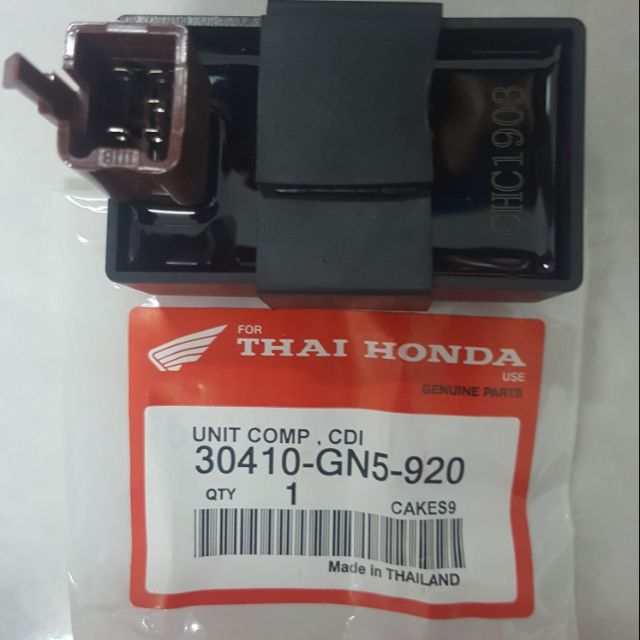 111B
CHC1903
FOR
THAI HONDA
USE
GENUINE PARTS
UNIT COMP , CDI
30410-GN5-920
QTY 1
CAKES9
Made in THAILAND